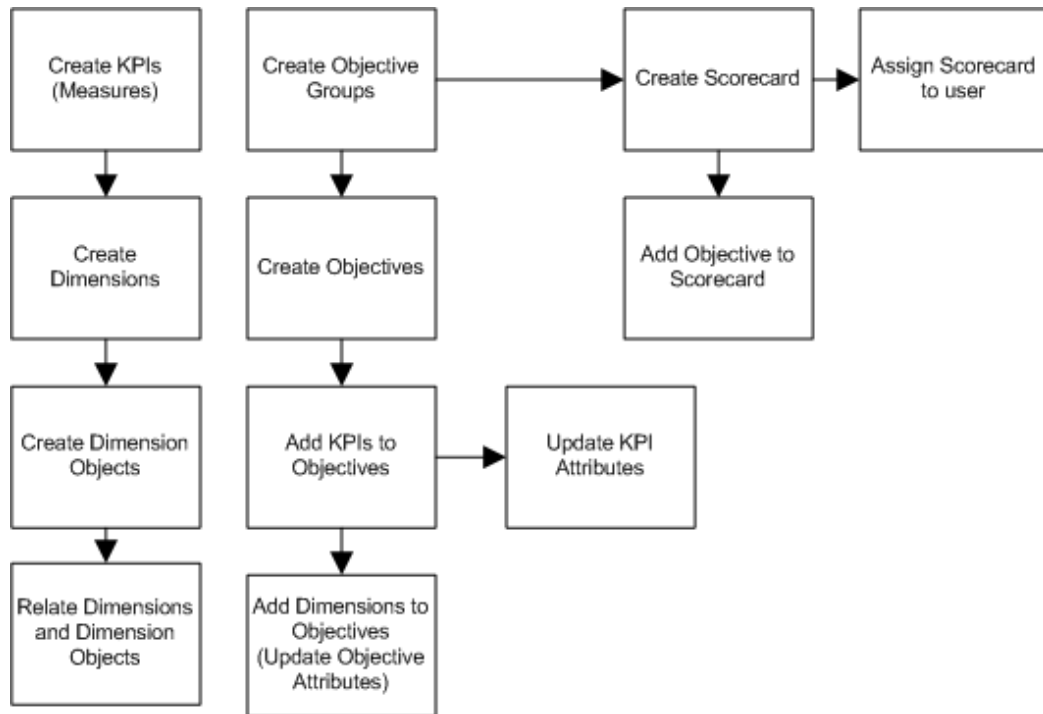 Create KPIs
(Measures)
Create Objective
Groups
Create Scorecard
Assign Scorecard
to user
Create
Dimensions
Create Objectives
Add Objective to
Scorecard
Create Dimension
Objects
Add KPIs to
Objectives
Update KPI
Attributes
Relate Dimensions
and Dimension
Objects
Add Dimensions to
Objectives
(Update Objective
Attributes)